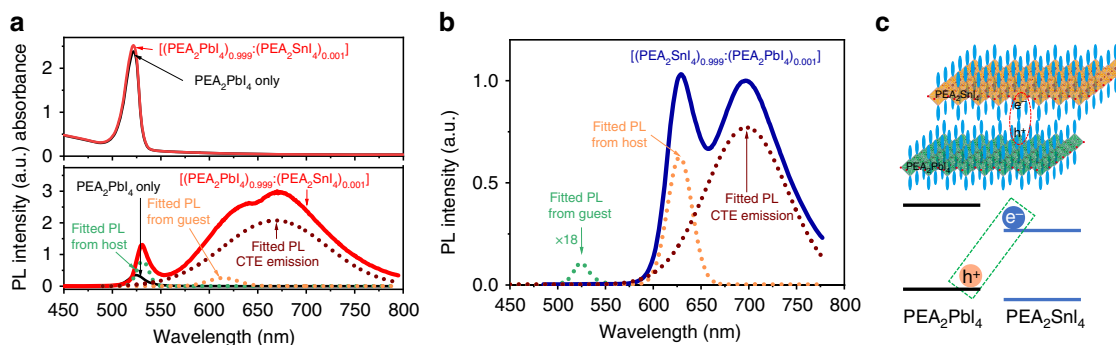 a
PL intensity (a.u.) absorbance
2
1
0
[(PEA₂PbI₄)₀.₉₉₉:(PEA₂SnI₄)₀.₀₀₁]
PEA₂PbI₄ only
3
2
1
0
PEA₂PbI₄ only
[(PEA₂PbI₄)₀.₉₉₉:(PEA₂SnI₄)₀.₀₀₁]
Fitted PL
from host
Fitted PL
from guest
Fitted PL
CTE emission
450 500 550 600 650 700 750 800
Wavelength (nm)
b
PL intensity (a.u.)
1.0
0.5
0.0
[(PEA₂SnI₄)₀.₉₉₉:(PEA₂PbI₄)₀.₀₀₁]
Fitted PL
from host
Fitted PL
from guest
×18
Fitted PL
CTE emission
450 500 550 600 650 700 750 800
Wavelength (nm)
c
PEA₂SnI₄
e⁻
h⁺
PEA₂PbI₄
e⁻
h⁺
PEA₂PbI₄ PEA₂SnI₄